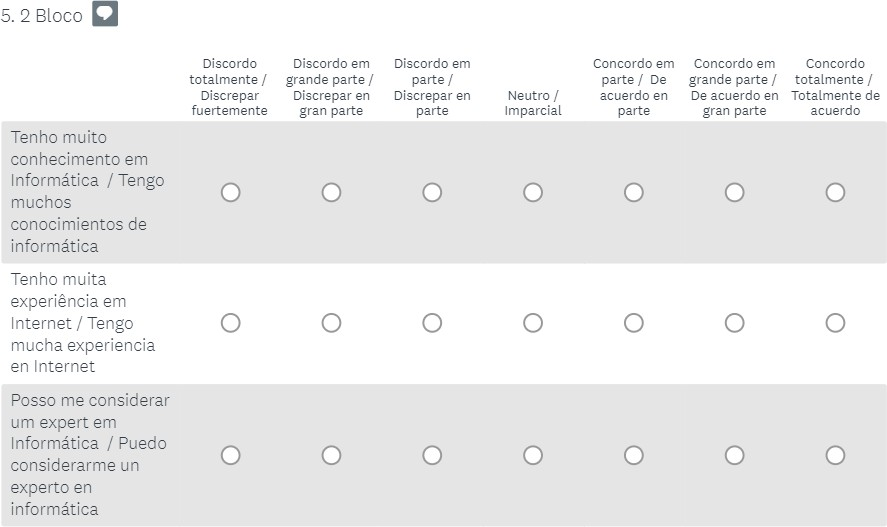 5. 2 Bloco
Discordo
totalmente /
Discrepar
fuertemente
Discordo em
grande parte /
Discrepar en
gran parte
Discordo em
parte /
Discrepar en
parte
Neutro /
Imparcial
Concordo em
parte / De
acuerdo en
parte
Concordo em
grande parte /
De acuerdo en
gran parte
Concordo
totalmente /
Totalmente de
acuerdo
Tenho muito
conhecimento em
Informática / Tengo
muchos
conocimientos de
informática
Tenho muita
experiência em
Internet / Tengo
mucha experiencia
en Internet
Posso me considerar
um expert em
Informática / Puedo
considerarme un
experto en
informática